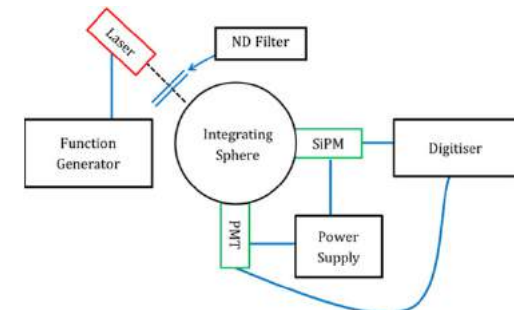 Laser
ND Filter
Function
Generator
Integrating
Sphere
SiPM
Digitiser
PMT
Power
Supply